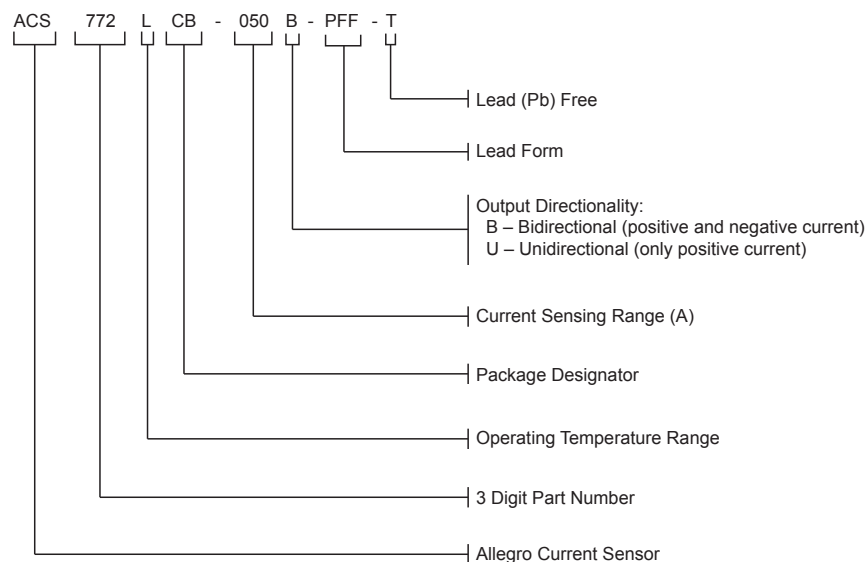 ACS 772 L CB - 050 B - PFF - T
Lead (Pb) Free
Lead Form
Output Directionality:
B – Bidirectional (positive and negative current)
U – Unidirectional (only positive current)
Current Sensing Range (A)
Package Designator
Operating Temperature Range
3 Digit Part Number
Allegro Current Sensor